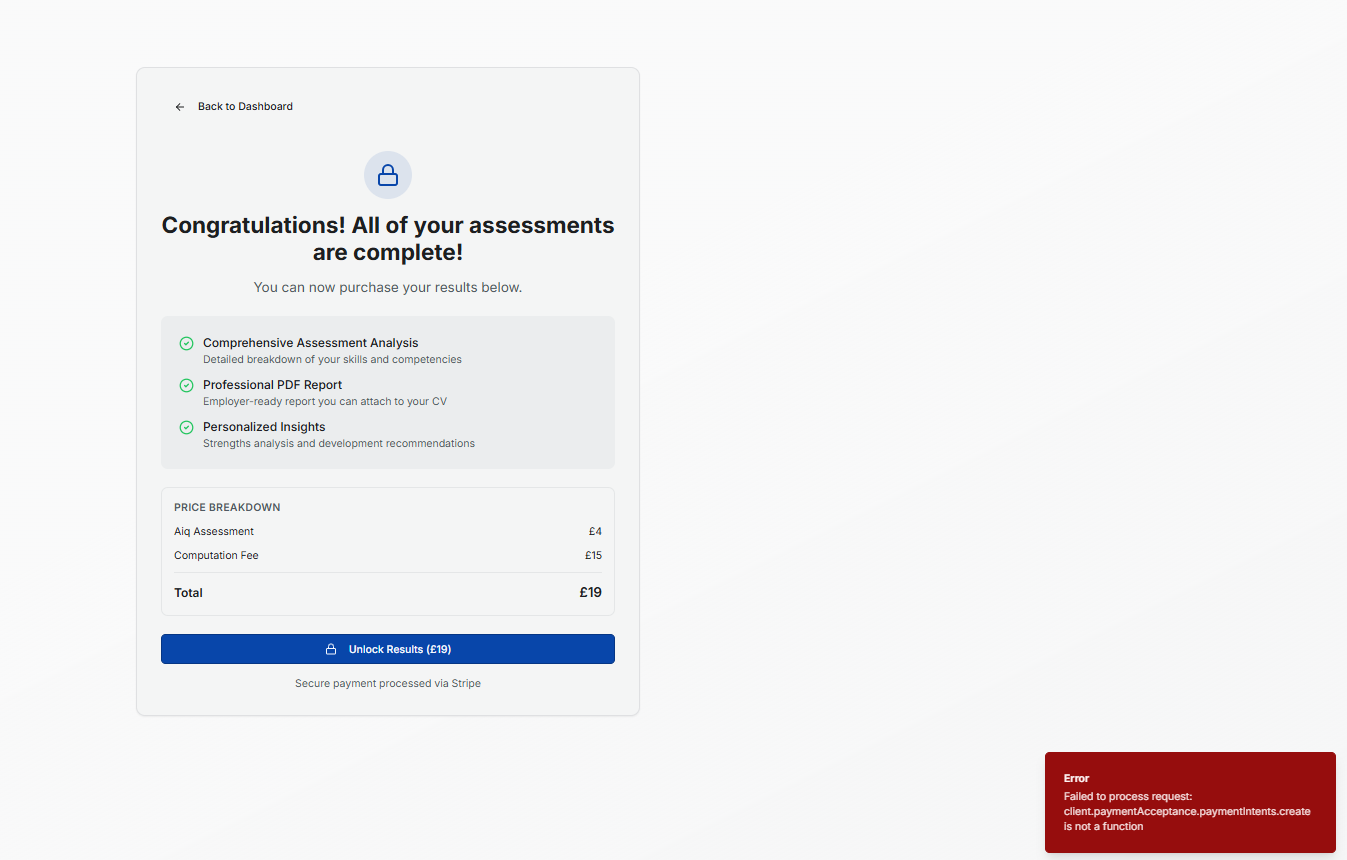 Back to Dashboard
Congratulations! All of your assessments
are complete!
You can now purchase your results below.
Comprehensive Assessment Analysis
Detailed breakdown of your skills and competencies
Professional PDF Report
Employer-ready report you can attach to your CV
Personalized Insights
Strengths analysis and development recommendations
PRICE BREAKDOWN
Aiq Assessment £4
Computation Fee £15
Total £19
Unlock Results (£19)
Secure payment processed via Stripe
Error
Failed to process request:
client.paymentAcceptance.paymentIntents.create
is not a function